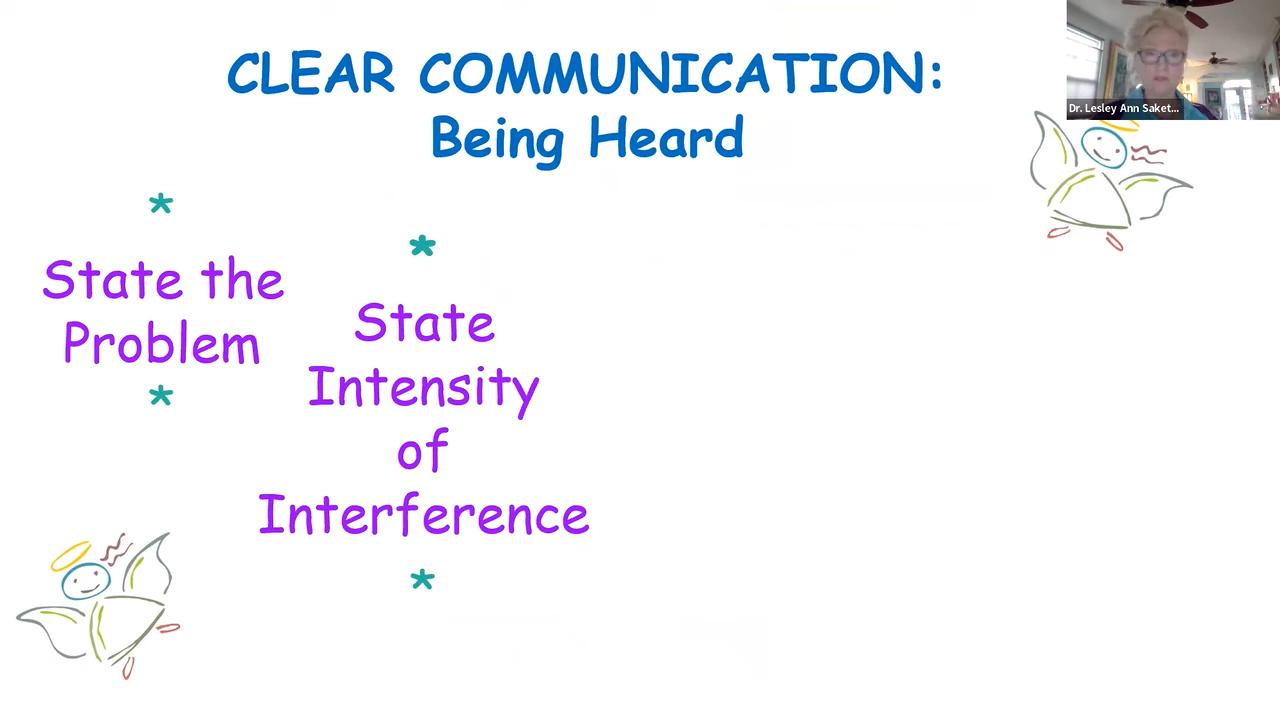 CLEAR COMMUNICATION:
Being Heard
*
State the
Problem
*
*
State
Intensity
of
Interference
*
Dr. Lesley Ann Saket...